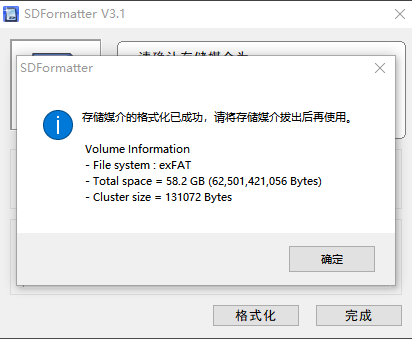 SDFormatter V3.1
SDFormatter
存储媒介的格式化已成功，请将存储媒介拔出后再使用。
Volume Information
- File system : exFAT
- Total space = 58.2 GB (62,501,421,056 Bytes)
- Cluster size = 131072 Bytes
确定
格式化
完成